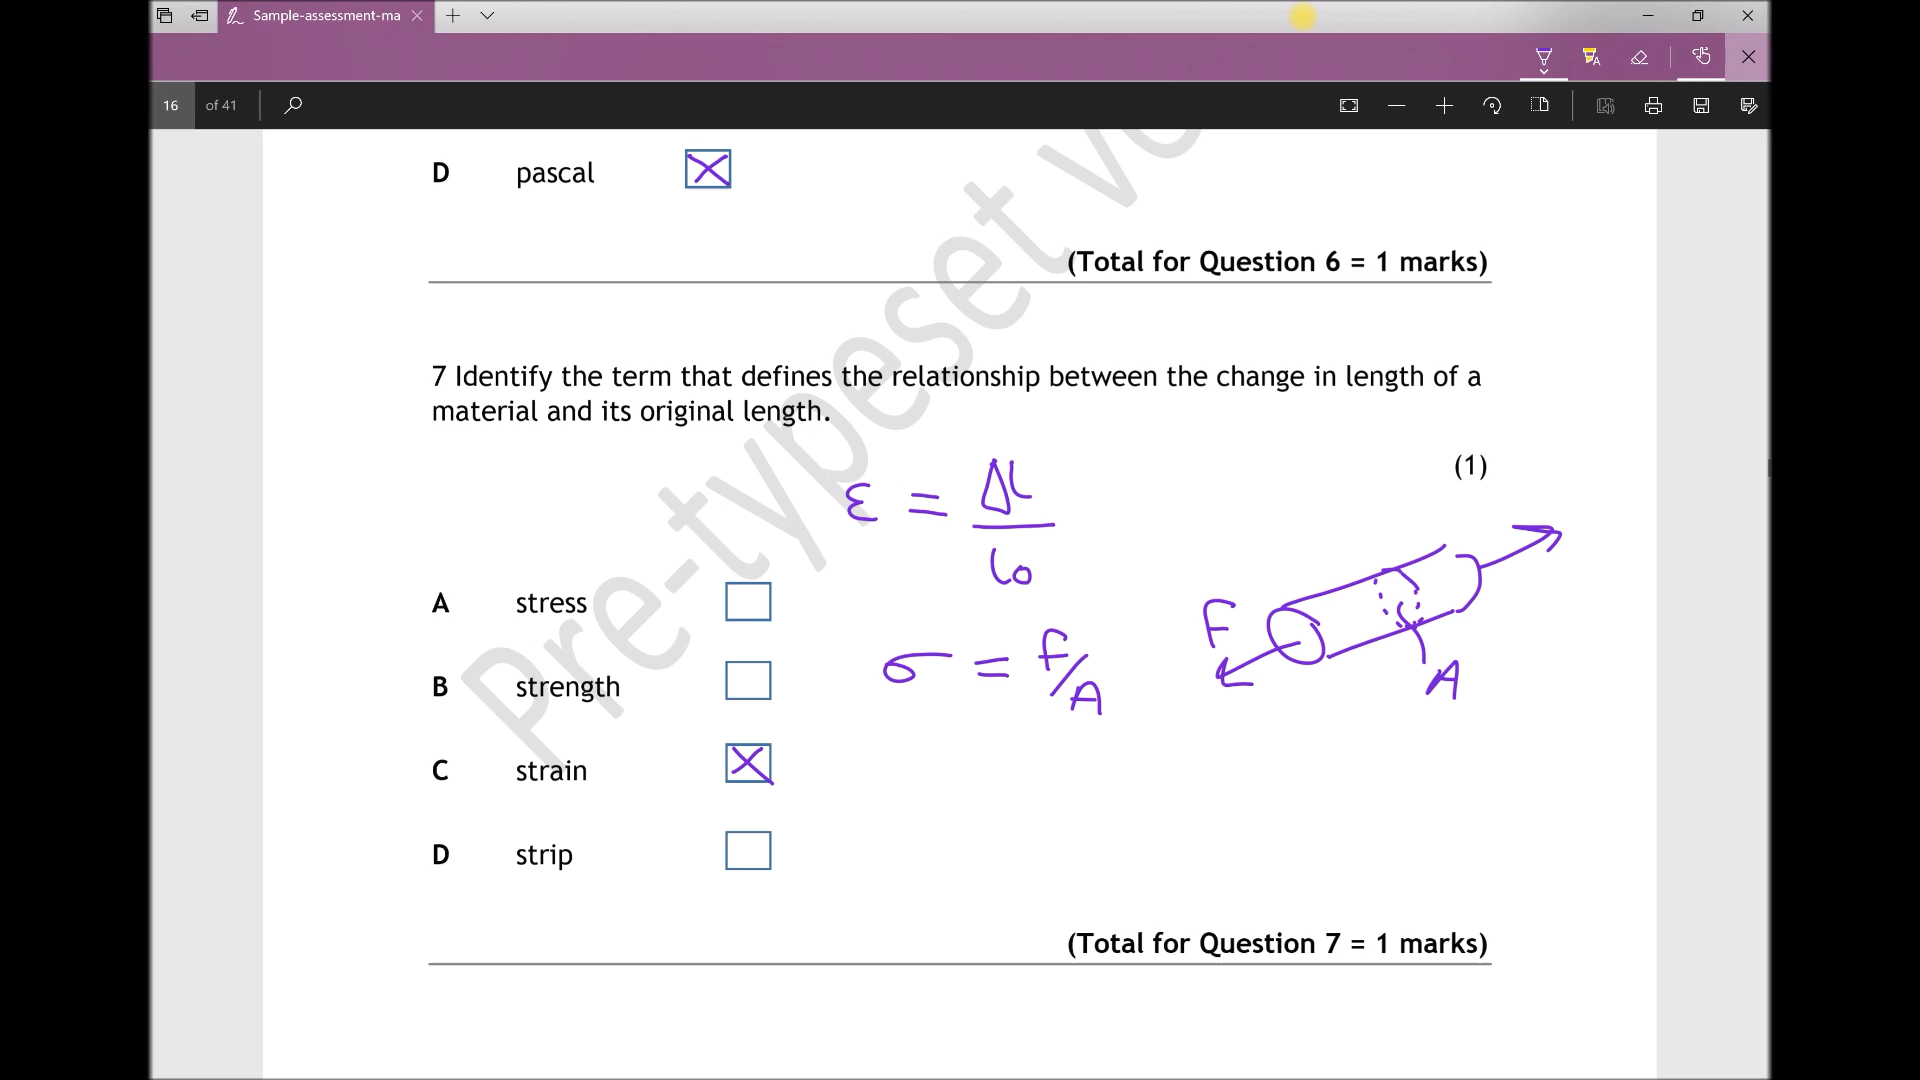 Sample-assessment-ma
16 of 41
D pascal
(Total for Question 6 = 1 marks)
7 Identify the term that defines the relationship between the change in length of a
material and its original length.
(1)
ε = Δl
l₀
A stress
F
σ = F/A
A
B strength
C strain
D strip
(Total for Question 7 = 1 marks)
Pre-typeset ve